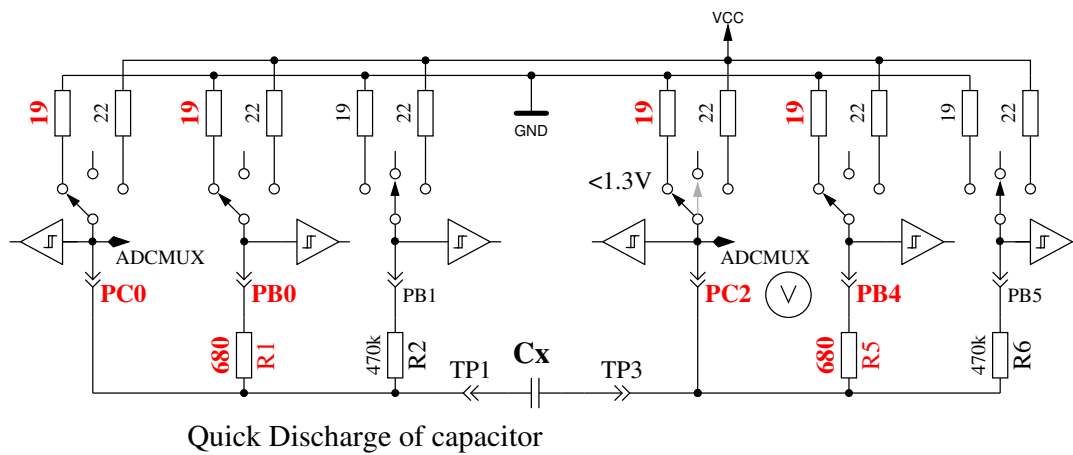 VCC
19
22
19
22
19
22
GND
19
22
19
22
19
22
<1.3V
ADCMUX
ADCMUX
PC0
PB0
PB1
PC2
V
PB4
PB5
680
R1
470k
R2
TP1
Cx
TP3
680
R5
470k
R6
Quick Discharge of capacitor